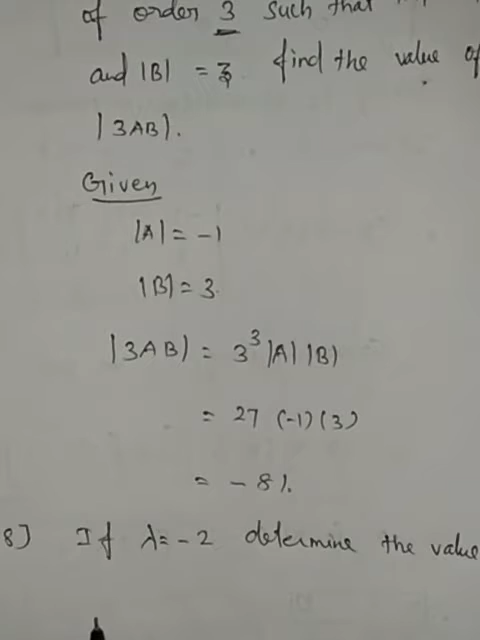 of order 3 such that
and |B| = 3 find the value of
|3AB|.
Given
|A| = -1
|B| = 3.
|3AB| = 3³ |A| |B|
= 27 (-1) (3)
= -81.
8] If λ = -2 determine the value